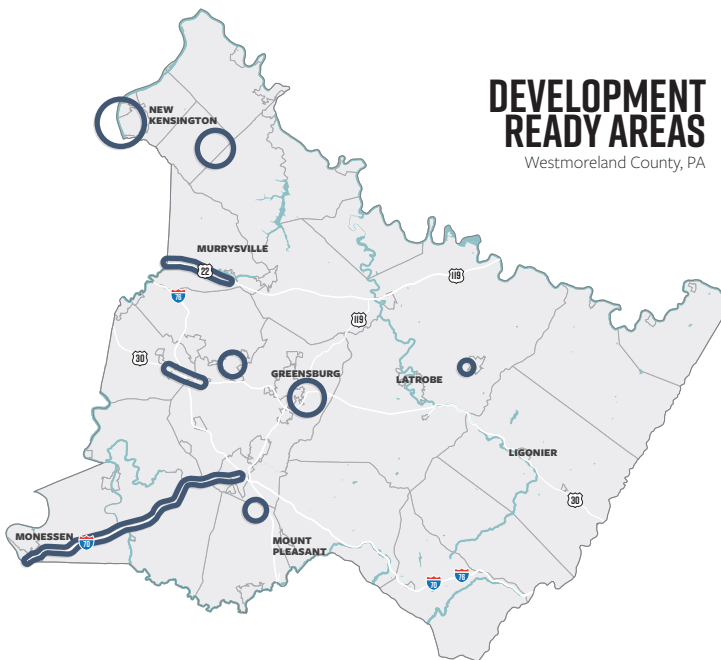 DEVELOPMENT
READY AREAS
Westmoreland County, PA
NEW
KENSINGTON
MURRYSVILLE
22
76
119
119
30
GREENSBURG
LATROBE
LIGONIER
30
MONESSEN
70
MOUNT
PLEASANT
70
76